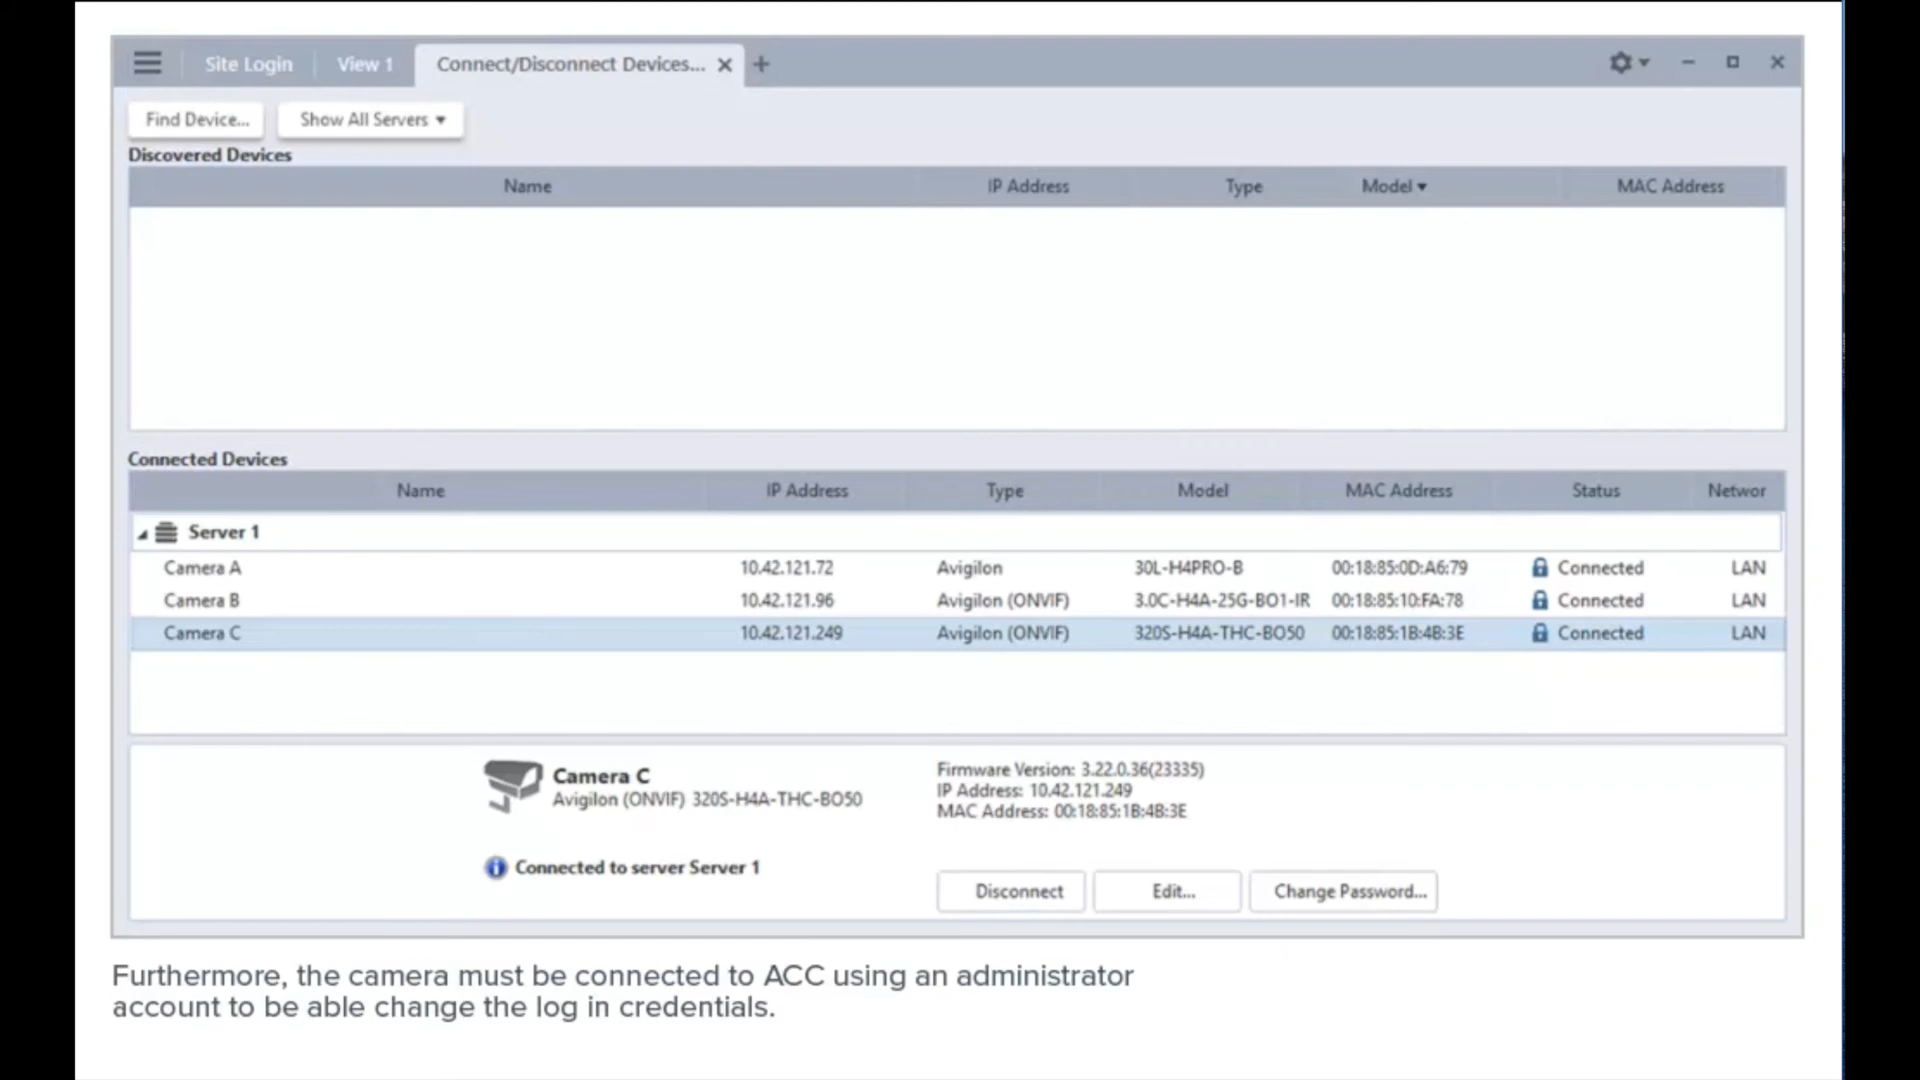 Site Login View 1 Connect/Disconnect Devices...
Find Device... Show All Servers
Discovered Devices
Name IP Address Type Model MAC Address
Connected Devices
Name IP Address Type Model MAC Address Status Networ
Server 1
Camera A 10.42.121.72 Avigilon 30L-H4PRO-B 00:18:85:0D:A6:79 Connected LAN
Camera B 10.42.121.96 Avigilon (ONVIF) 3.0C-H4A-25G-BO1-IR 00:18:85:10:FA:78 Connected LAN
Camera C 10.42.121.249 Avigilon (ONVIF) 320S-H4A-THC-BO50 00:18:85:1B:4B:3E Connected LAN
Camera C
Avigilon (ONVIF) 320S-H4A-THC-BO50
Firmware Version: 3.22.0.36(23335)
IP Address: 10.42.121.249
MAC Address: 00:18:85:1B:4B:3E
Connected to server Server 1
Disconnect Edit... Change Password...
Furthermore, the camera must be connected to ACC using an administrator
account to be able change the log in credentials.